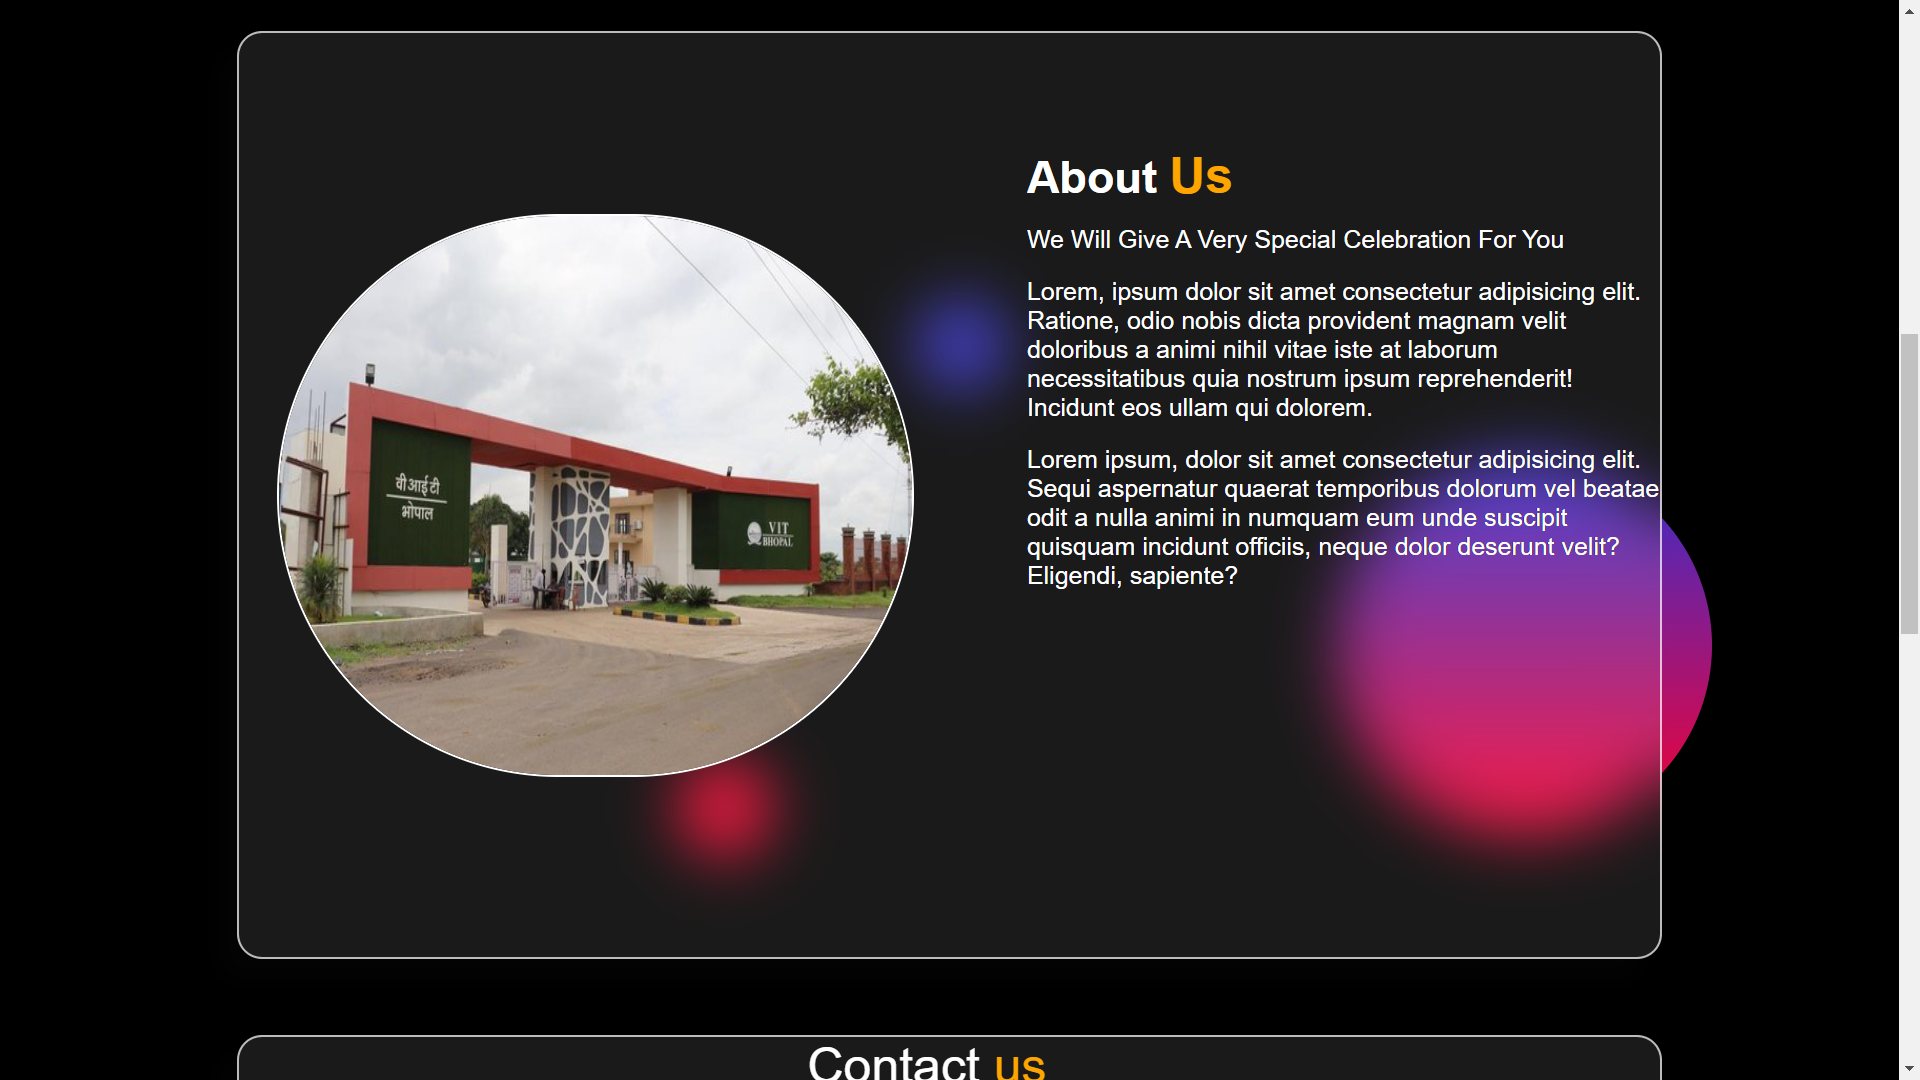 वी आई टी
भोपाल
VIT
BHOPAL
About Us
We Will Give A Very Special Celebration For You
Lorem, ipsum dolor sit amet consectetur adipisicing elit.
Ratione, odio nobis dicta provident magnam velit
doloribus a animi nihil vitae iste at laborum
necessitatibus quia nostrum ipsum reprehenderit!
Incidunt eos ullam qui dolorem.
Lorem ipsum, dolor sit amet consectetur adipisicing elit.
Sequi aspernatur quaerat temporibus dolorum vel beatae
odit a nulla animi in numquam eum unde suscipit
quisquam incidunt officiis, neque dolor deserunt velit?
Eligendi, sapiente?
Contact us